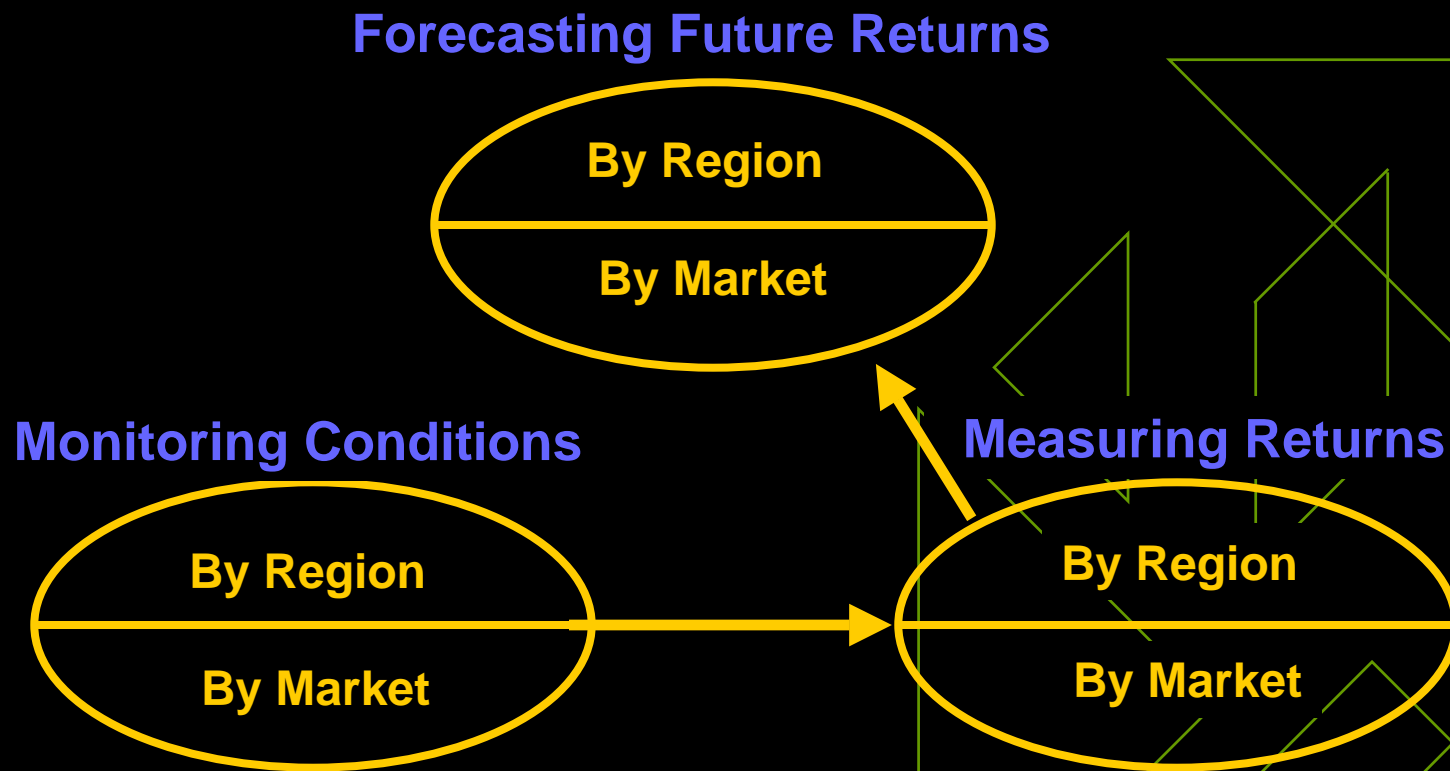 Forecasting Future Returns
By Region
By Market
Monitoring Conditions
By Region
By Market
Measuring Returns
By Region
By Market